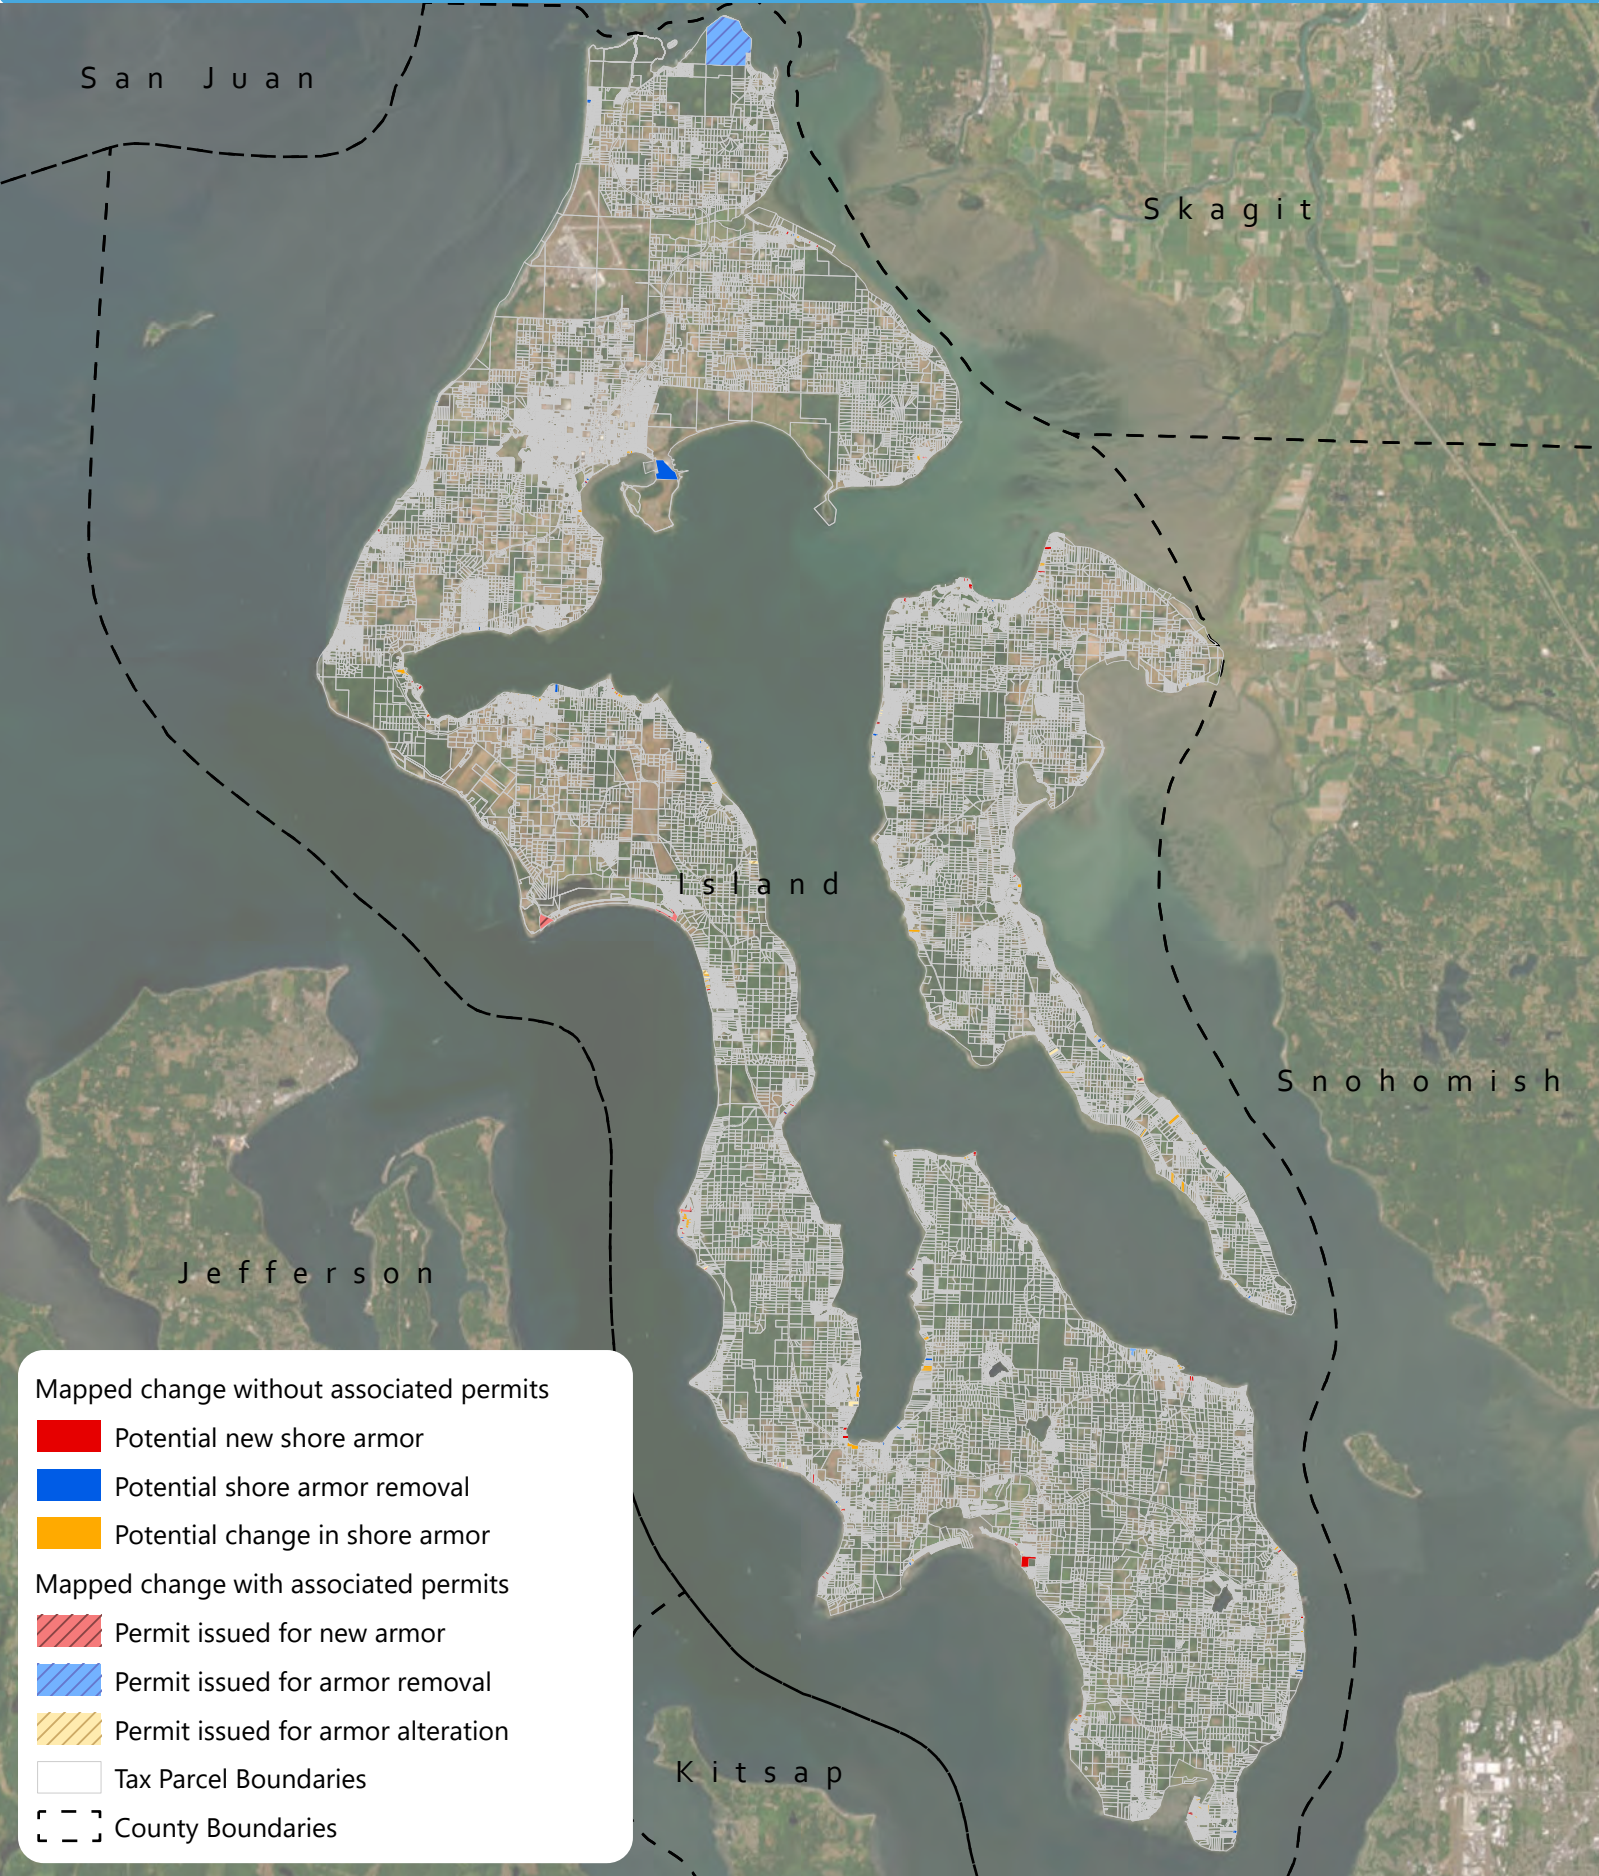 San Juan
Skagit
Island
Snohomish
Jefferson
Kitsap
Mapped change without associated permits
Potential new shore armor
Potential shore armor removal
Potential change in shore armor
Mapped change with associated permits
Permit issued for new armor
Permit issued for armor removal
Permit issued for armor alteration
Tax Parcel Boundaries
County Boundaries